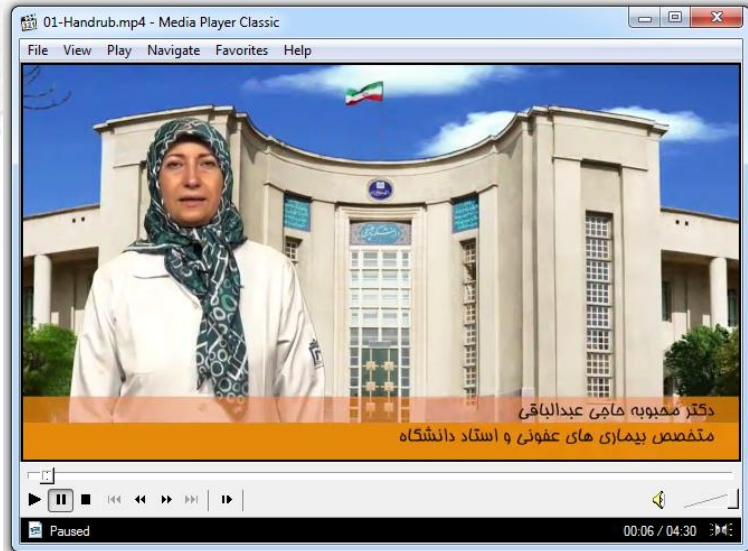 01-Handrub.mp4 - Media Player Classic
File View Play Navigate Favorites Help
دکتر محبوبه حاجی عبدالباقی
متخصص بیماری های عفونی و استاد دانشگاه
Paused
00:06 / 04:30